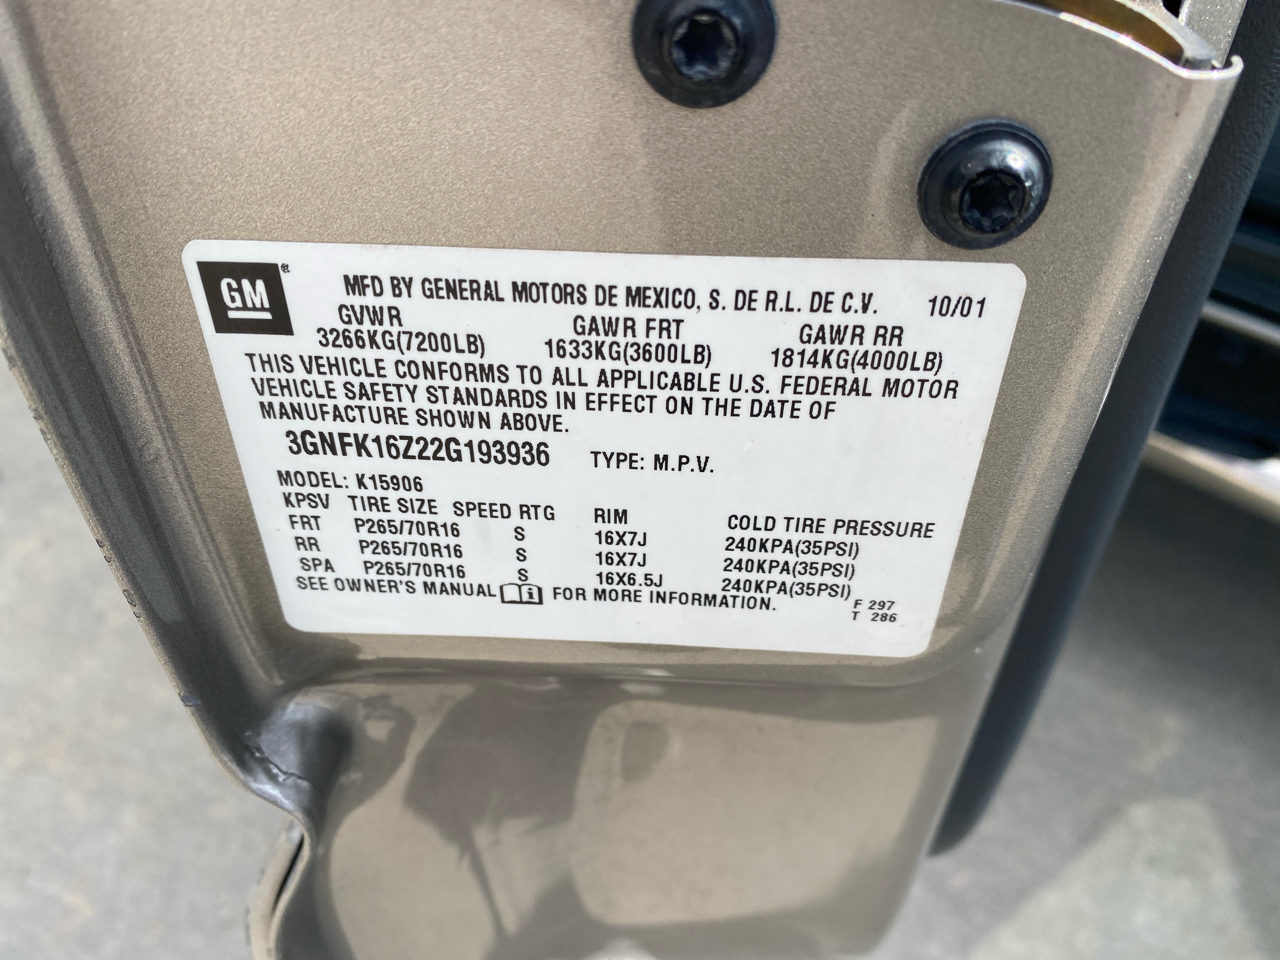 GM ® MFD BY GENERAL MOTORS DE MEXICO, S. DE R.L. DE C.V. 10/01
GVWR GAWR FRT GAWR RR
3266KG(7200LB) 1633KG(3600LB) 1814KG(4000LB)
THIS VEHICLE CONFORMS TO ALL APPLICABLE U.S. FEDERAL MOTOR
VEHICLE SAFETY STANDARDS IN EFFECT ON THE DATE OF
MANUFACTURE SHOWN ABOVE.
3GNFK16Z22G193936 TYPE: M.P.V.
MODEL: K15906
KPSV TIRE SIZE SPEED RTG RIM COLD TIRE PRESSURE
FRT P265/70R16 S 16X7J 240KPA(35PSI)
RR P265/70R16 S 16X7J 240KPA(35PSI)
SPA P265/70R16 S 16X6.5J 240KPA(35PSI)
SEE OWNER'S MANUAL i FOR MORE INFORMATION.
F 297
T 286